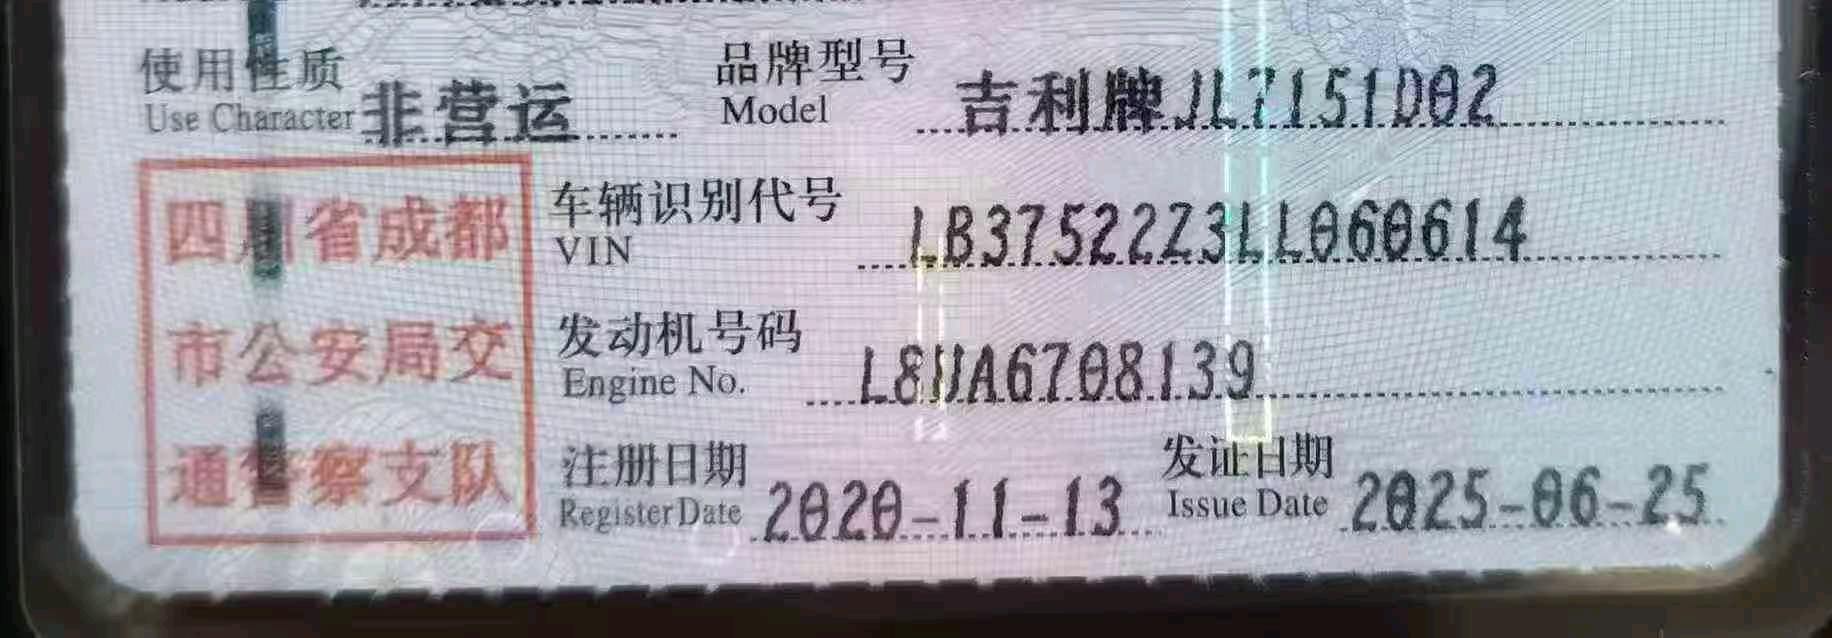 使用性质
Use Character 非营运
品牌型号
Model 吉利牌JL7151D02
四川省成都
市公安局交
通警察支队
车辆识别代号
VIN LB37522Z3LL060614
发动机号码
Engine No. L8UA6708139
注册日期
Register Date 2020-11-13
发证日期
Issue Date 2025-06-25